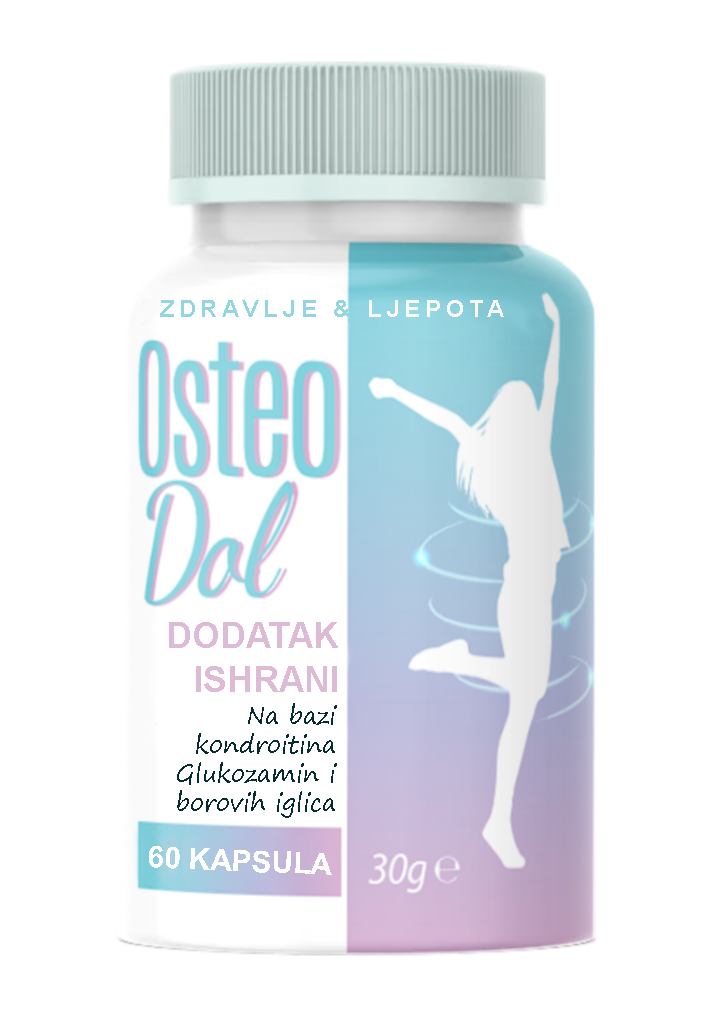 ZDRAVLJE & LJEPOTA
Osteo
Dol
DODATAK
ISHRANI
Na bazi
kondroitina
Glukozamin i
borovih iglica
60 KAPSULA
30g e